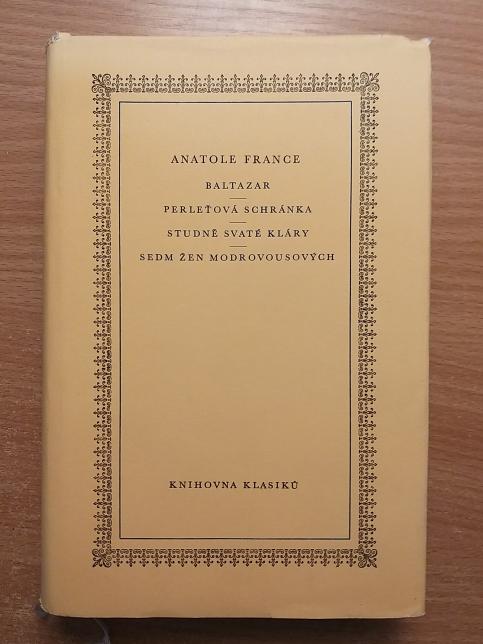 ANATOLE FRANCE
BALTAZAR
PERLEŤOVÁ SCHRÁNKA
STUDNĚ SVATÉ KLÁRY
SEDM ŽEN MODROVOUSOVÝCH
KNIHOVNA KLASIKŮ